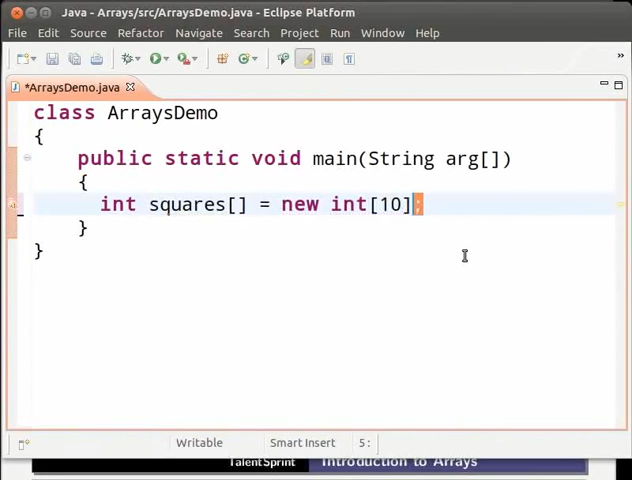 Java - Arrays/src/ArraysDemo.java - Eclipse Platform
File Edit Source Refactor Navigate Search Project Run Window Help
»
*ArraysDemo.java
class ArraysDemo
{
public static void main(String arg[])
{
int squares[] = new int[10];
}
}
Writable Smart Insert 5:
TalentSprint Introduction to Arrays